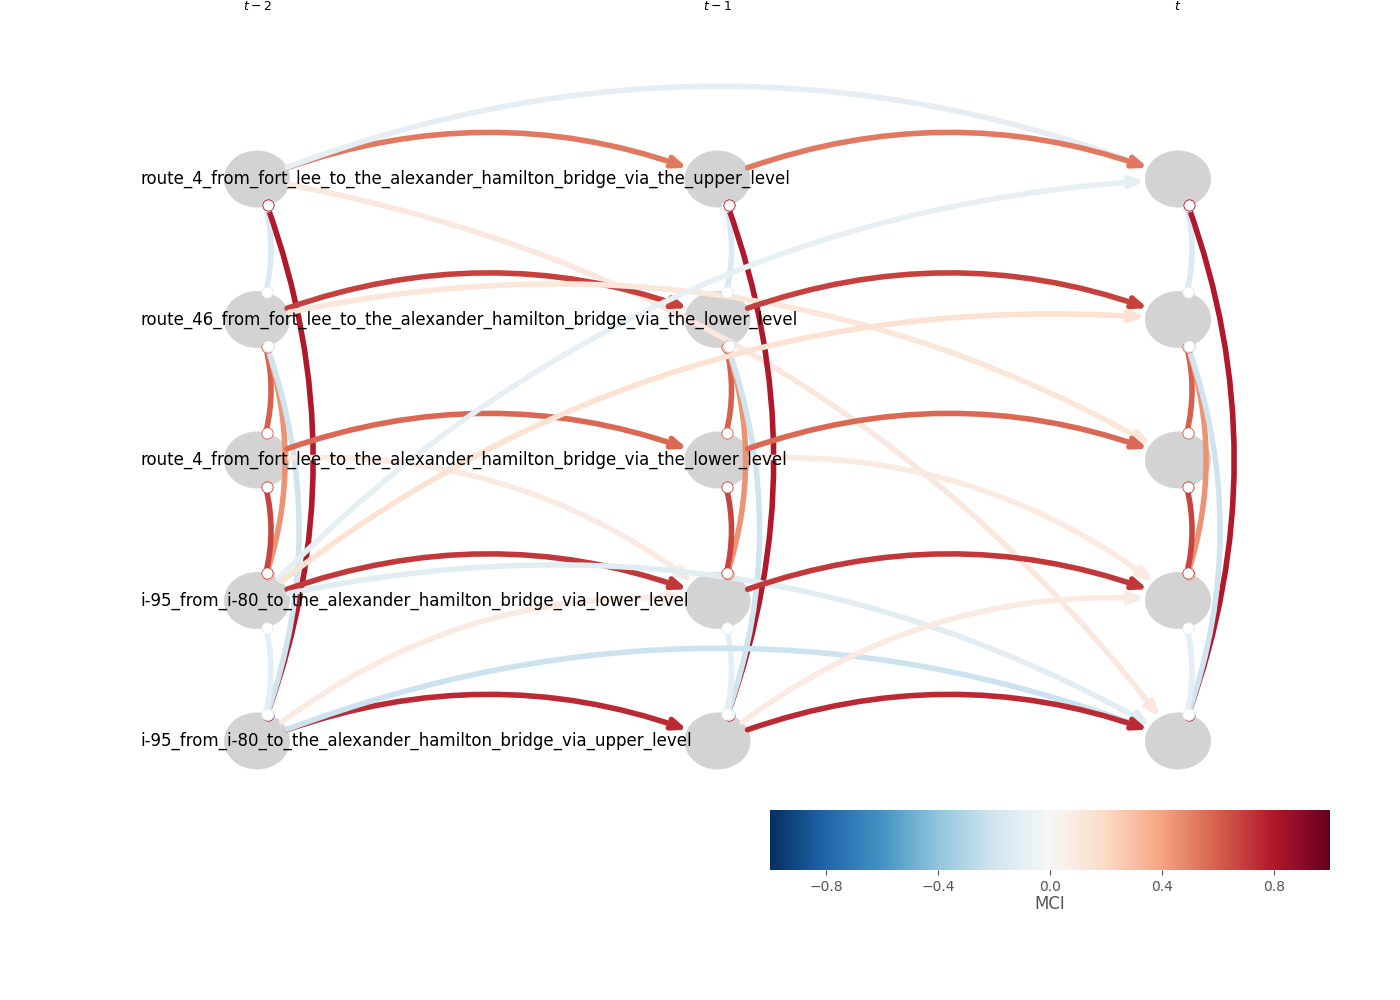 t − 2 t − 1 t
route_4_from_fort_lee_to_the_alexander_hamilton_bridge_via_the_upper_level
route_46_from_fort_lee_to_the_alexander_hamilton_bridge_via_the_lower_level
route_4_from_fort_lee_to_the_alexander_hamilton_bridge_via_the_lower_level
i-95_from_i-80_to_the_alexander_hamilton_bridge_via_lower_level
i-95_from_i-80_to_the_alexander_hamilton_bridge_via_upper_level
−0.8 −0.4 0.0 0.4 0.8
MCI